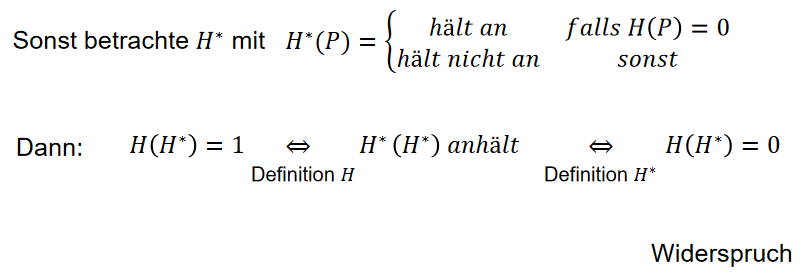 Sonst betrachte H* mit H*(P) = { hält an falls H(P) = 0
hält nicht an sonst
Dann: H(H*) = 1 ⇔ H*(H*) anhält ⇔ H(H*) = 0
Definition H Definition H*
Widerspruch